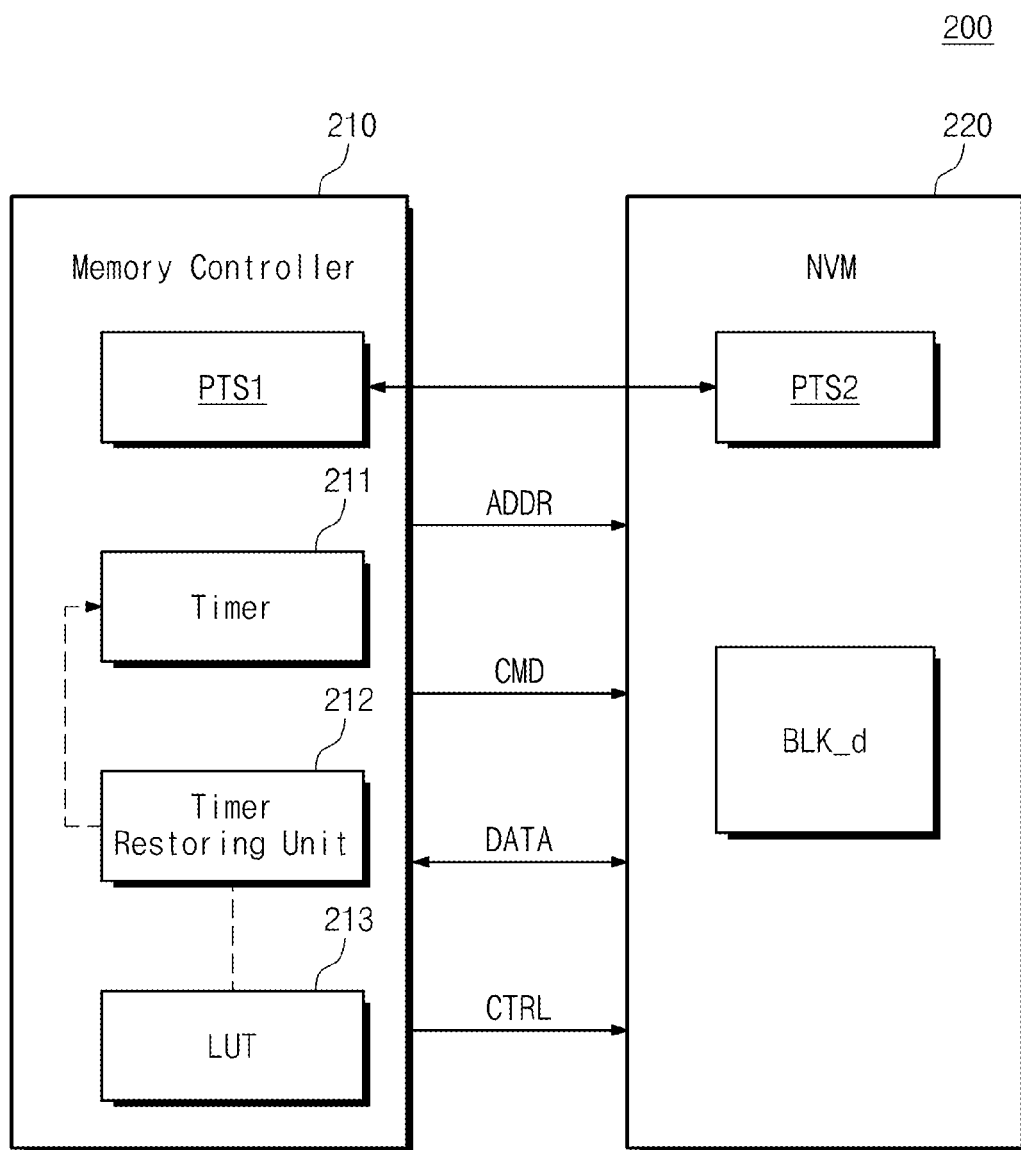 200
210
220
Memory Controller
NVM
PTS1
PTS2
211
ADDR
Timer
CMD
212
BLK_d
Timer
Restoring Unit
DATA
213
CTRL
LUT